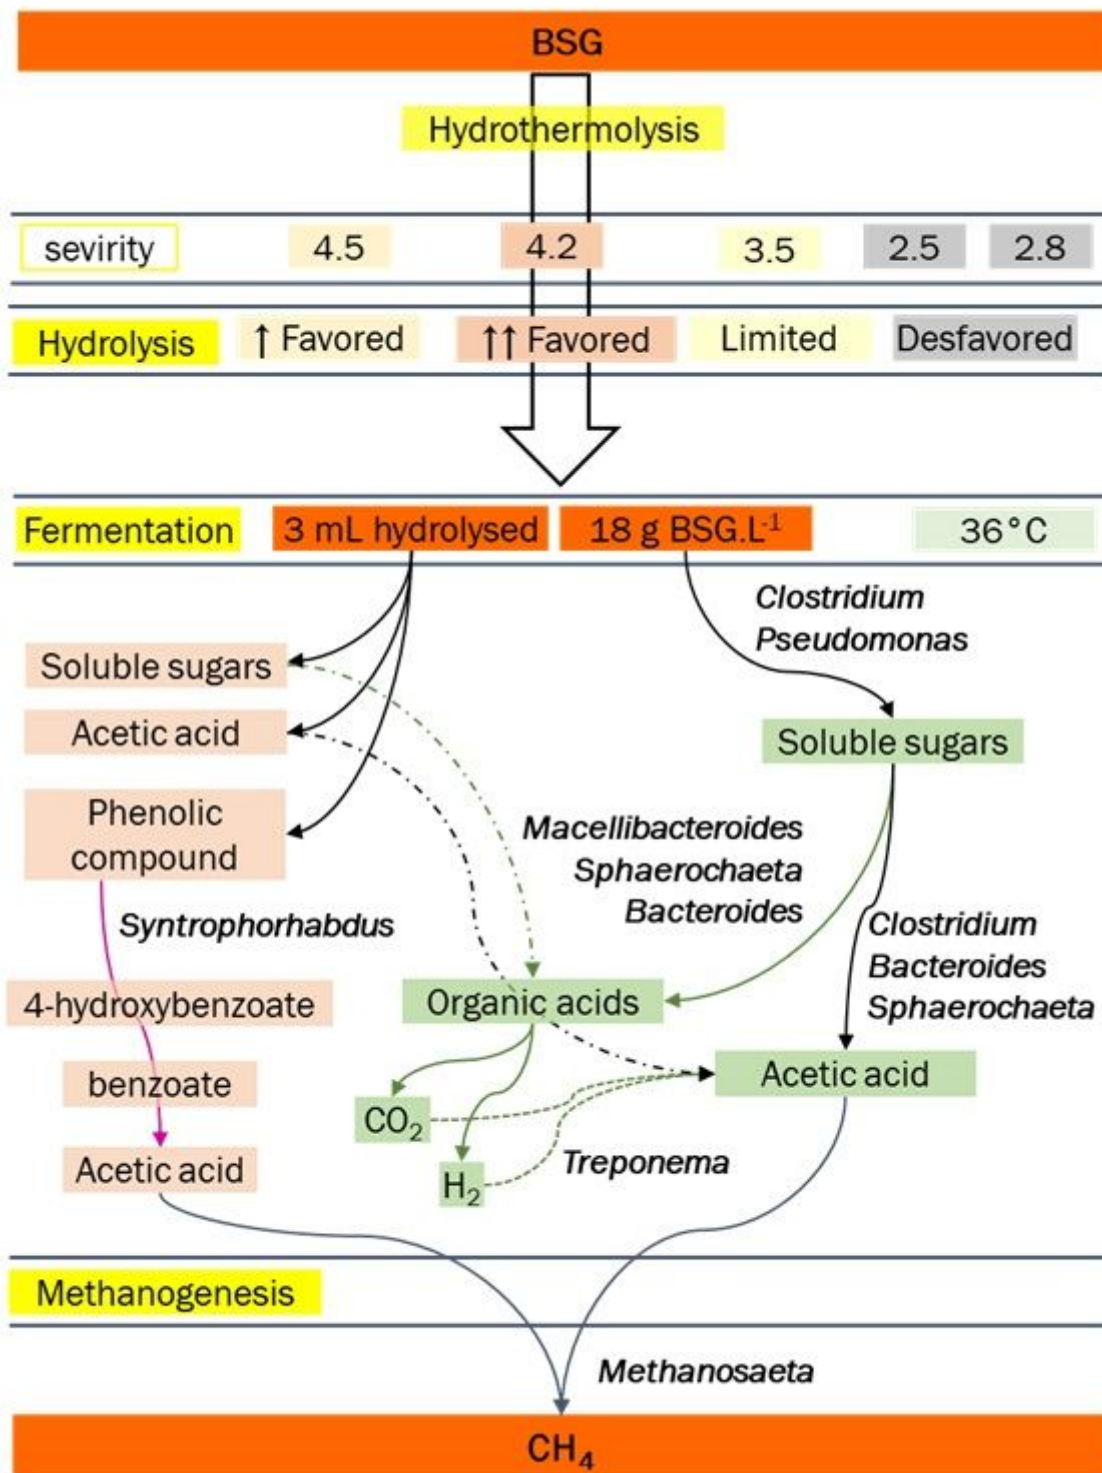 BSG
Hydrothermolysis
sevirity 4.5 4.2 3.5 2.5 2.8
Hydrolysis ↑ Favored ↑↑ Favored Limited Desfavored
Fermentation 3 mL hydrolysed 18 g BSG.L⁻¹ 36°C
Clostridium
Pseudomonas
Soluble sugars
Acetic acid
Soluble sugars
Phenolic
compound
Macellibacteroides
Sphaerochaeta
Bacteroides
Syntrophorhabdus
Clostridium
Bacteroides
Sphaerochaeta
4-hydroxybenzoate
Organic acids
benzoate
Acetic acid
CO₂
Acetic acid
H₂
Treponema
Methanogenesis
Methanosaeta
CH₄